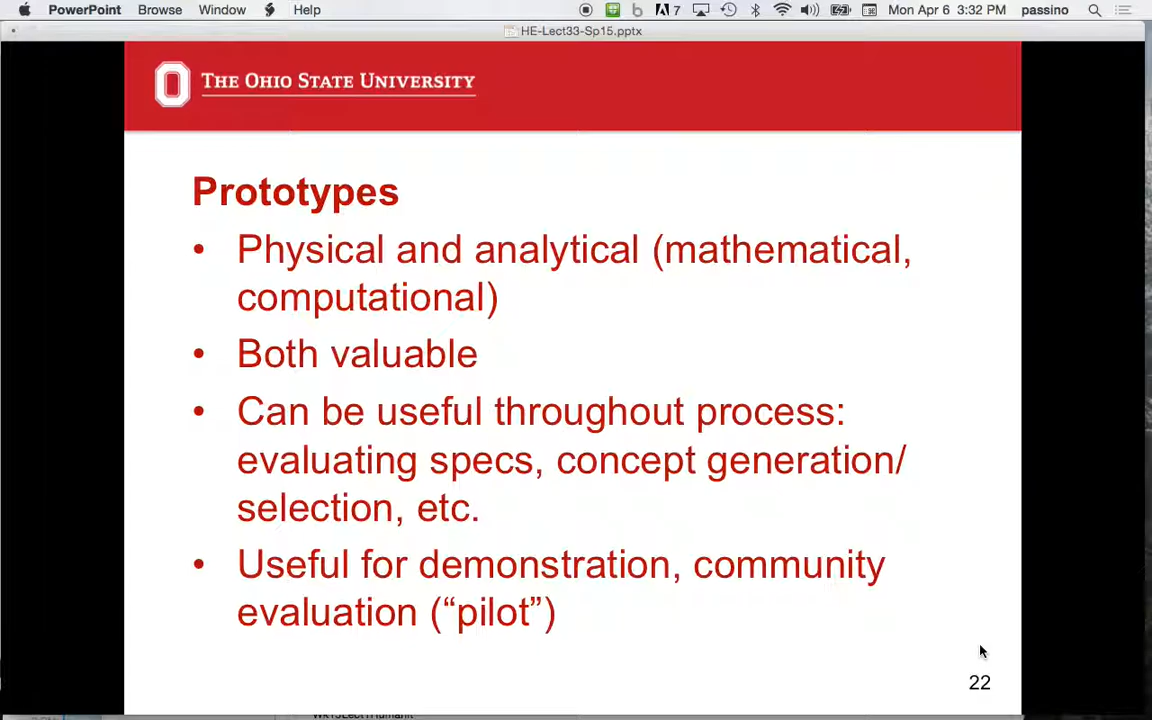 PowerPoint Browse Window Help 7 Mon Apr 6 3:32 PM passino
HE-Lect33-Sp15.pptx
THE OHIO STATE UNIVERSITY
Prototypes
• Physical and analytical (mathematical,
computational)
• Both valuable
• Can be useful throughout process:
evaluating specs, concept generation/
selection, etc.
• Useful for demonstration, community
evaluation (“pilot”)
22